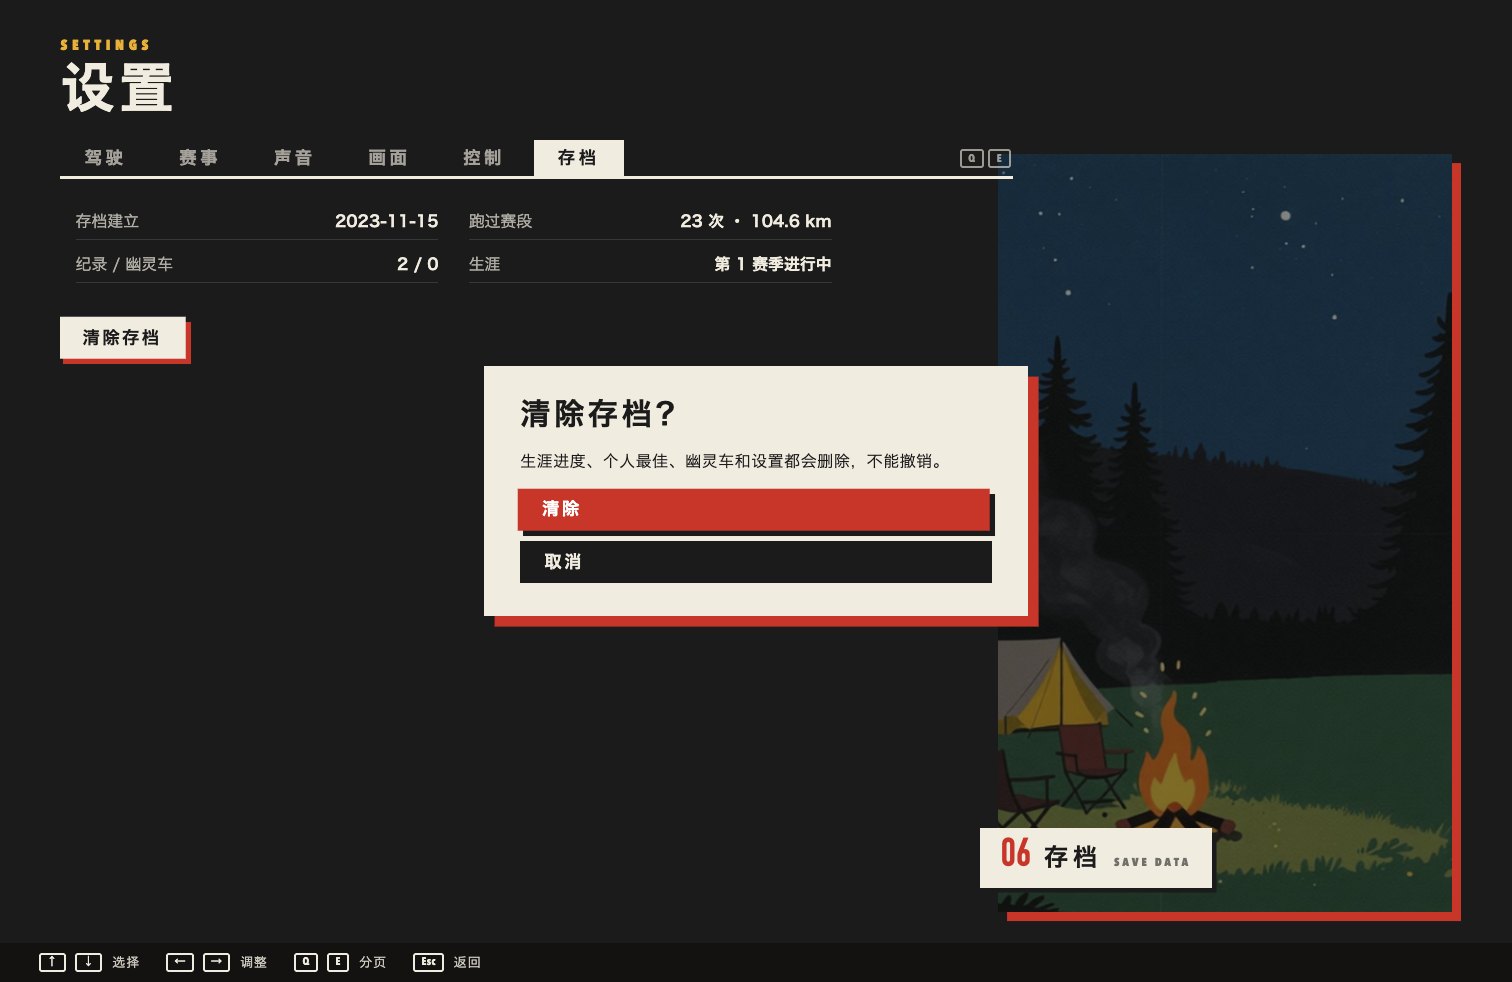 SETTINGS
设置
驾驶 赛事 声音 画面 控制 存档 Q E
存档建立 2023-11-15 跑过赛段 23 次 · 104.6 km
纪录 / 幽灵车 2 / 0 生涯 第 1 赛季进行中
清除存档
清除存档?
生涯进度、个人最佳、幽灵车和设置都会删除，不能撤销。
清除
取消
06 存档 SAVE DATA
↑ ↓ 选择 ← → 调整 Q E 分页 Esc 返回